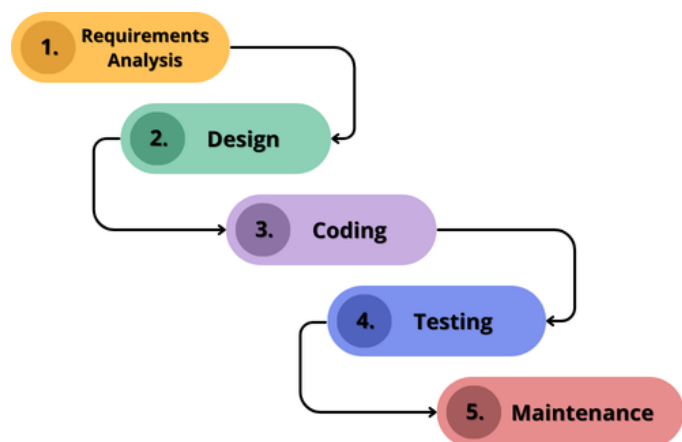 1. Requirements
Analysis
2. Design
3. Coding
4. Testing
5. Maintenance